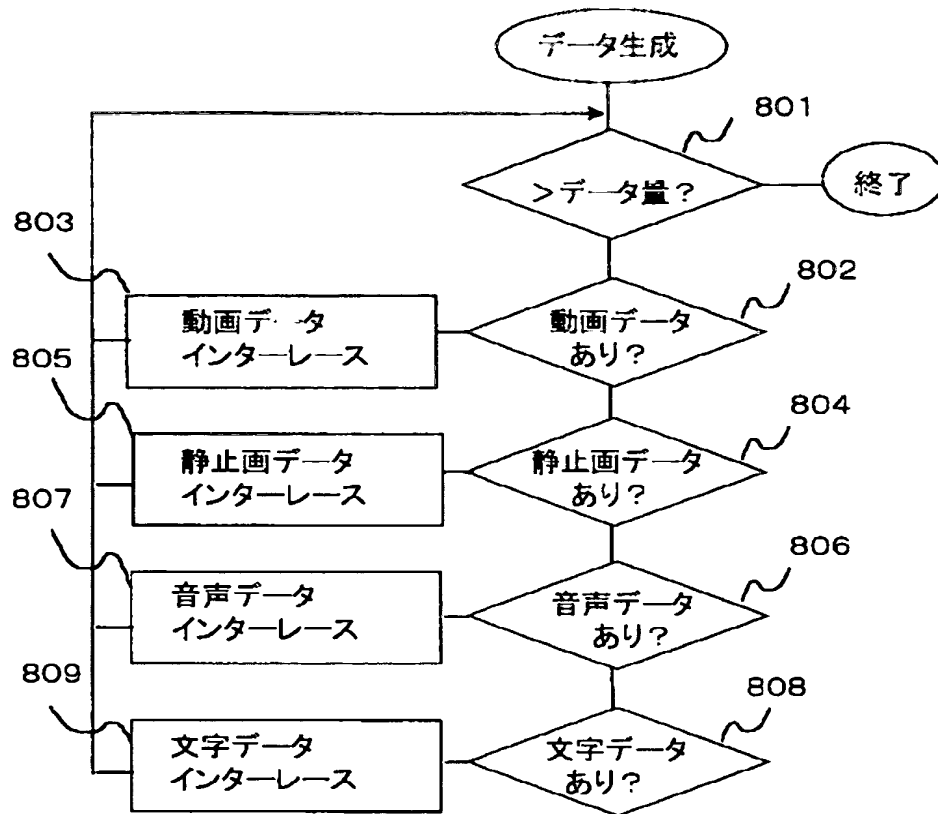 データ生成
801
＞データ量？
終了
803
802
動画データ
インターレース
動画データ
あり？
805
804
静止画データ
インターレース
静止画データ
あり？
807
806
音声データ
インターレース
音声データ
あり？
809
808
文字データ
インターレース
文字データ
あり？